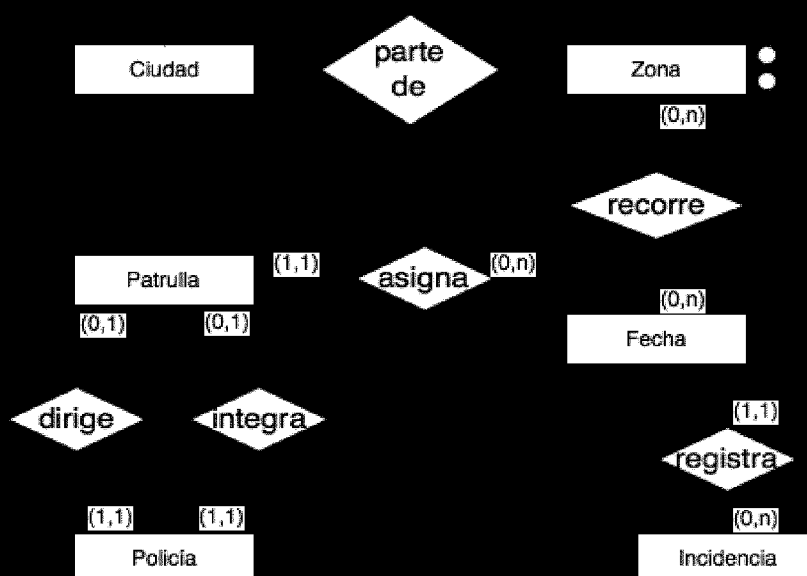 Ciudad
parte
de
Zona
(0,n)
recorre
(1,1)
asigna
(0,n)
Patrulla
(0,1)
(0,1)
(0,n)
Fecha
dirige
integra
(1,1)
registra
(1,1)
(1,1)
(0,n)
Policía
Incidencia